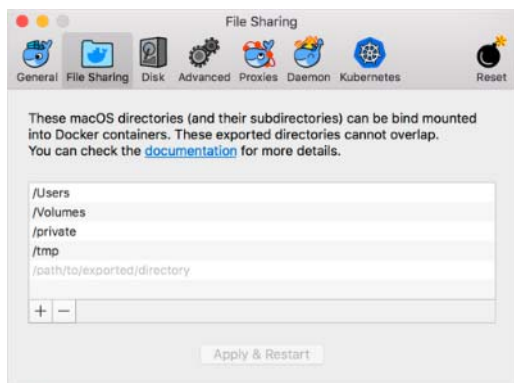 File Sharing
General File Sharing Disk Advanced Proxies Daemon Kubernetes Reset
These macOS directories (and their subdirectories) can be bind mounted
into Docker containers. These exported directories cannot overlap.
You can check the documentation for more details.
/Users
/Volumes
/private
/tmp
/path/to/exported/directory
+ −
Apply & Restart